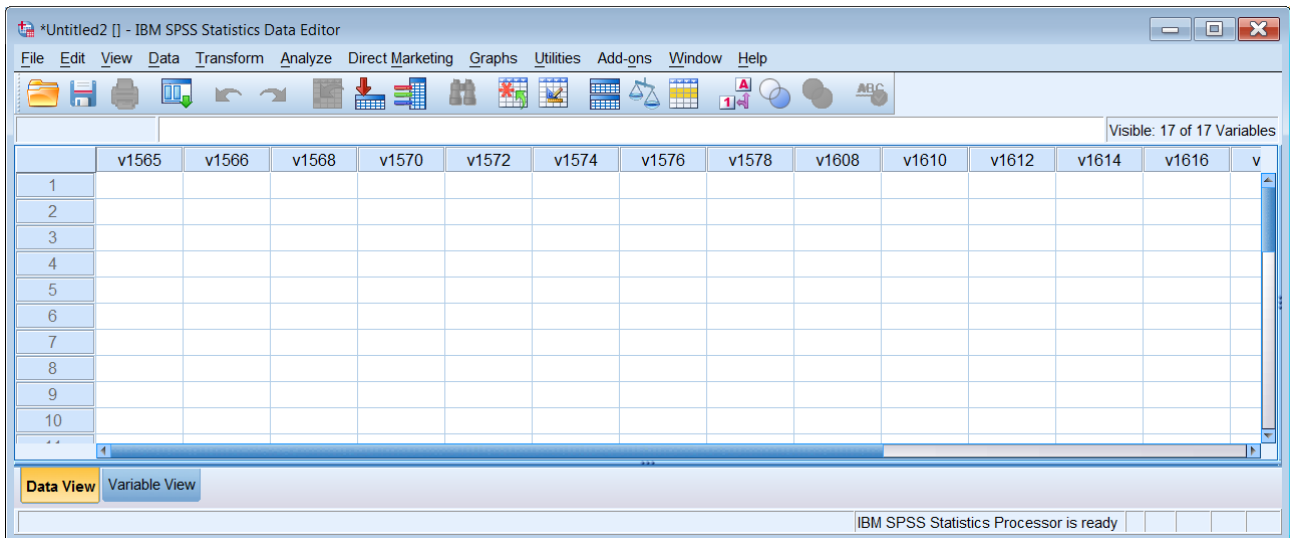 *Untitled2 [] - IBM SPSS Statistics Data Editor
File Edit View Data Transform Analyze Direct Marketing Graphs Utilities Add-ons Window Help
A
1
ABC
Visible: 17 of 17 Variables
v1565 v1566 v1568 v1570 v1572 v1574 v1576 v1578 v1608 v1610 v1612 v1614 v1616 v
1
2
3
4
5
6
7
8
9
10
Data View Variable View
IBM SPSS Statistics Processor is ready